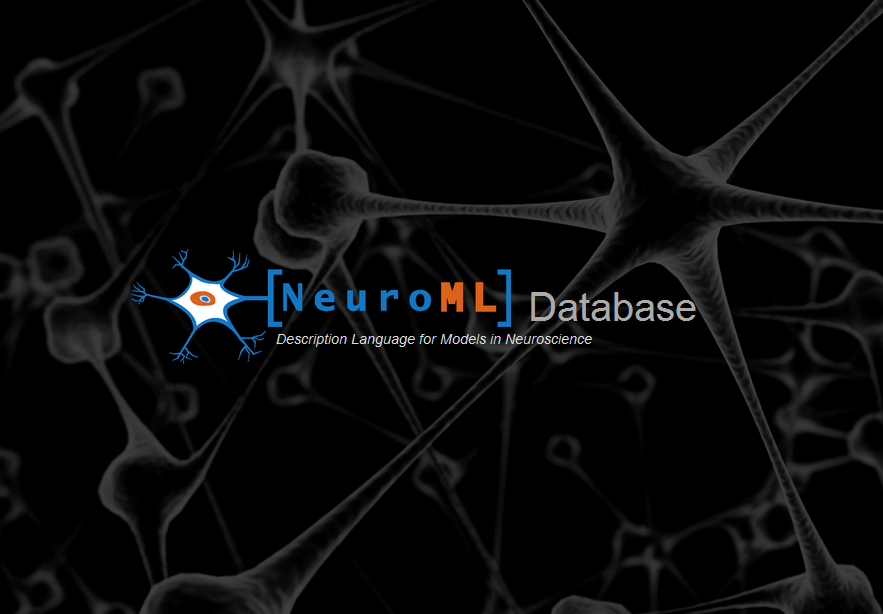 [NeuroML] Database
Description Language for Models in Neuroscience